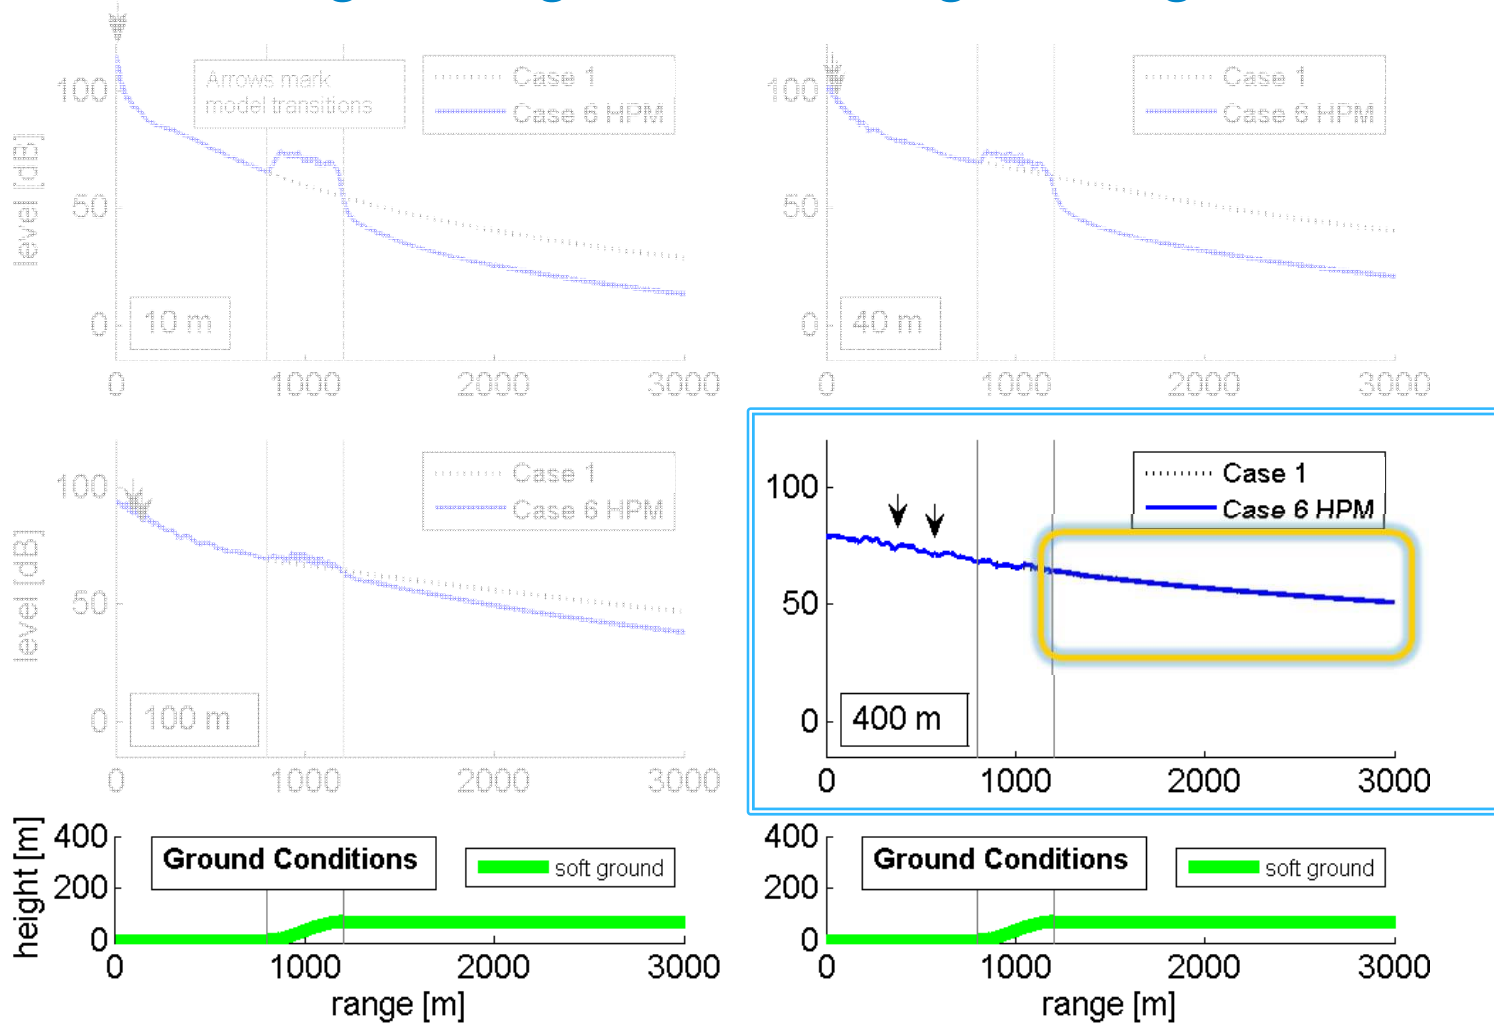 Arrows mark
model transitions
Case 1
Case 6 HPM
level [dB]
100
50
0
10 m
0
1000
2000
3000
Case 1
Case 6 HPM
100
50
0
40 m
0
1000
2000
3000
Case 1
Case 6 HPM
level [dB]
100
50
0
100 m
0
1000
2000
3000
Case 1
Case 6 HPM
100
50
0
400 m
0
1000
2000
3000
height [m]
400
200
0
Ground Conditions
soft ground
0
1000
2000
3000
range [m]
400
200
0
Ground Conditions
soft ground
0
1000
2000
3000
range [m]